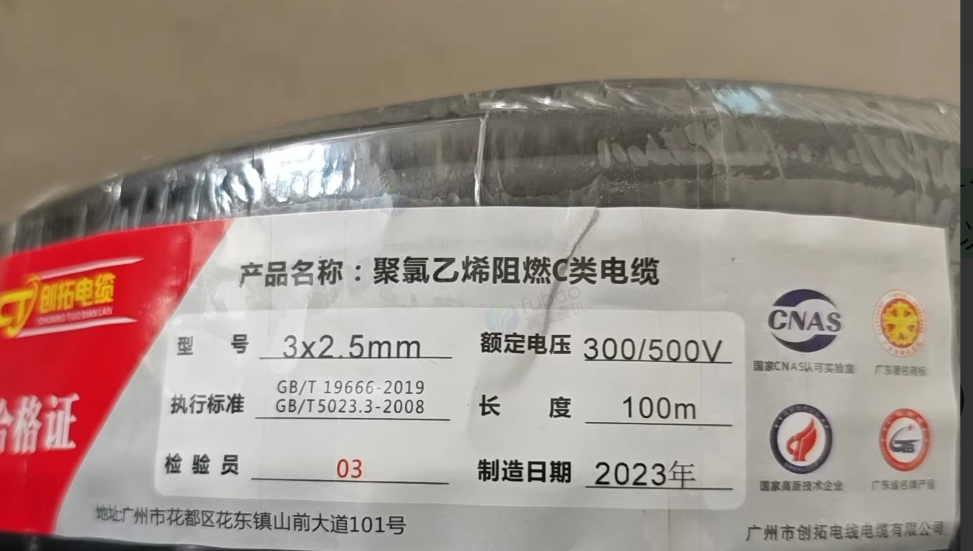 产品名称：聚氯乙烯阻燃C类电缆
创拓电缆
CHUANG TUO DIAN LAN
合格证
型 号 3x2.5mm
额定电压 300/500V
执行标准 GB/T 19666-2019
GB/T5023.3-2008
长 度 100m
检验员 03
制造日期 2023年
CNAS
国家CNAS认可实验室
广东著名商标
国家高新技术企业
广东省名牌产品
地址:广州市花都区花东镇山前大道101号
广州市创拓电线电缆有限公司